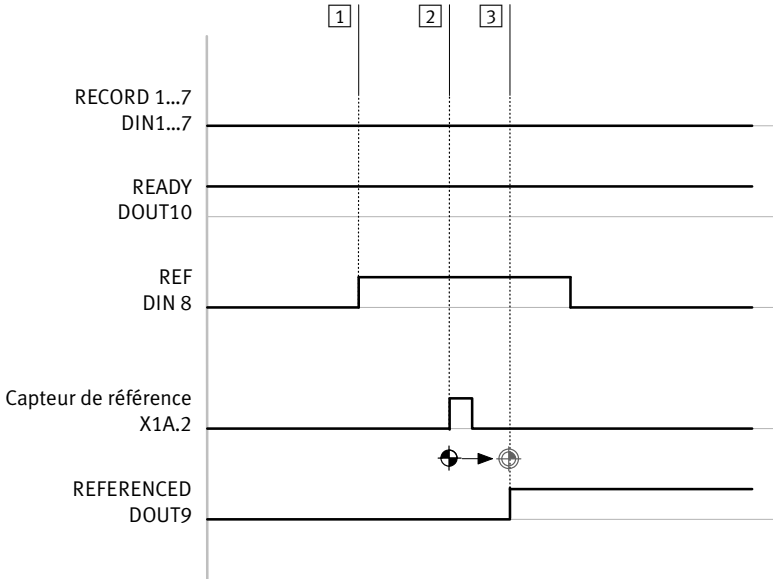 1 2 3
RECORD 1...7
DIN1...7
READY
DOUT10
REF
DIN 8
Capteur de référence
X1A.2
REFERENCED
DOUT9